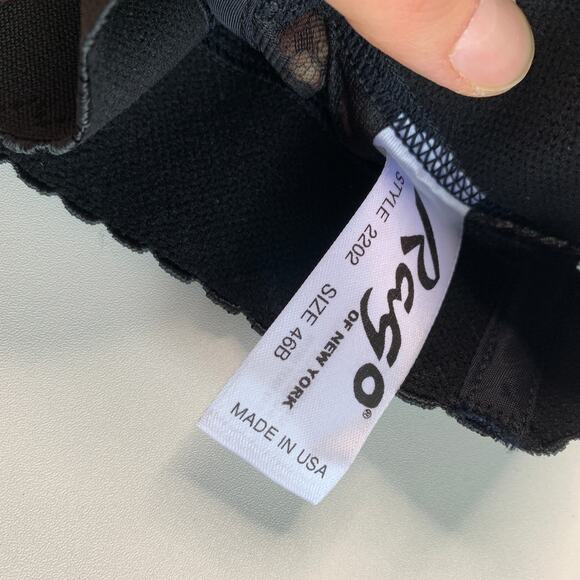 Rago®
OF NEW YORK
STYLE 2202
SIZE 46B
MADE IN USA